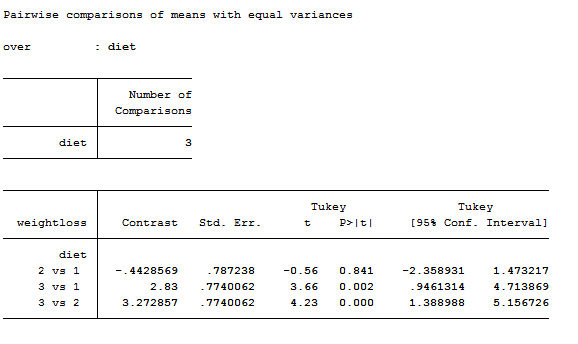 Pairwise comparisons of means with equal variances
over : diet
Number of
Comparisons
diet 3
Tukey Tukey
weightloss Contrast Std. Err. t P>|t| [95% Conf. Interval]
diet
2 vs 1 -.4428569 .787238 -0.56 0.841 -2.358931 1.473217
3 vs 1 2.83 .7740062 3.66 0.002 .9461314 4.713869
3 vs 2 3.272857 .7740062 4.23 0.000 1.388988 5.156726